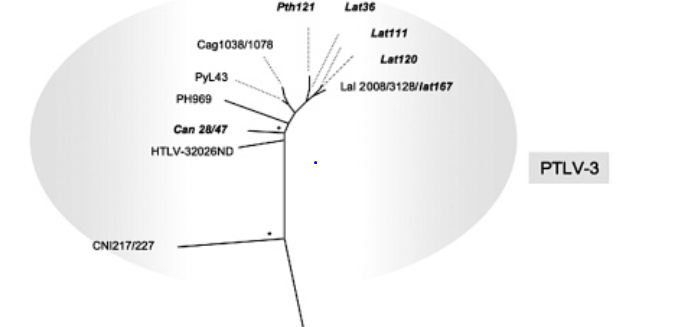 Pth121
Lat36
Lat111
Cag1038/1078
Lat120
PyL43
Lal 2008/3128/lat167
PH969
Can 28/47
*
HTLV-32026ND
PTLV-3
*
CNI217/227